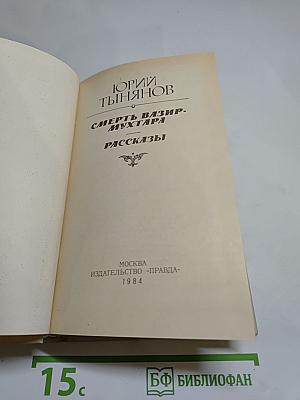 ЮРИЙ
ТЫНЯНОВ
СМЕРТЬ ВАЗИР-
МУХТАРА
РАССКАЗЫ
МОСКВА
ИЗДАТЕЛЬСТВО «ПРАВДА»
1984
15с
БФ БИБЛИОФАН